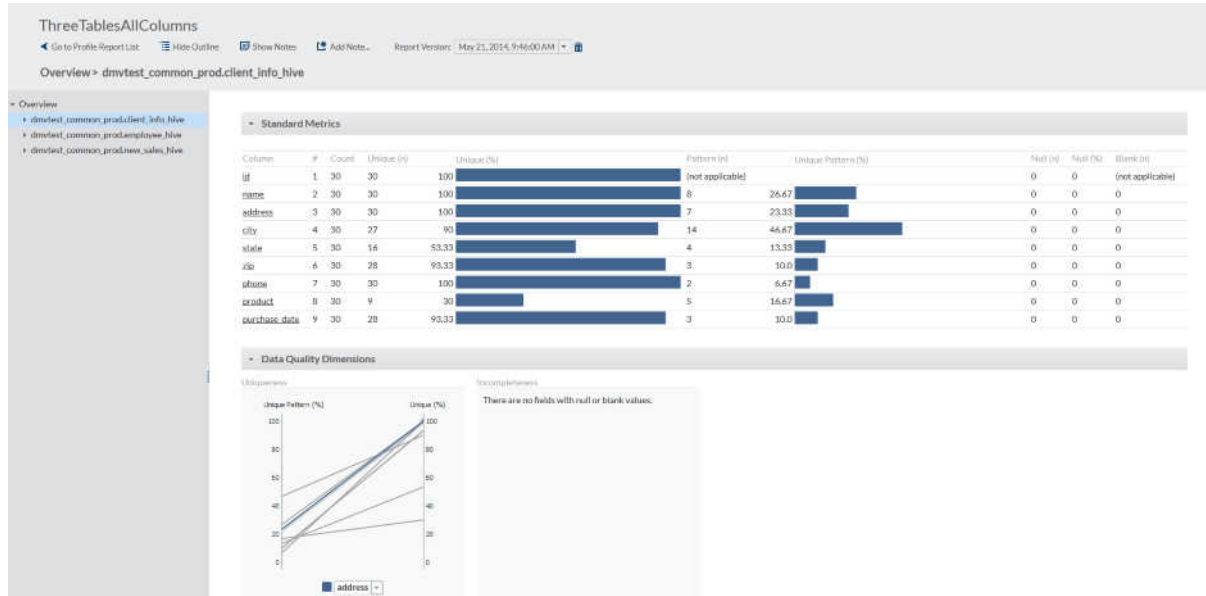 ThreeTablesAllColumns
Go to Profile Report List Hide Outline Show Notes Add Note... Report Version: May 21, 2014, 9:46:00 AM
Overview > dmvtest_common_prod.client_info_hive
Overview
dmvtest_common_prod.client_info_hive
dmvtest_common_prod.employee_hive
dmvtest_common_prod.new_sales_hive
Standard Metrics
Column # Count Unique (n) Unique (%) Pattern (n) Unique Pattern (%) Null (n) Null (%) Blank (n)
id 1 30 30 100 (not applicable) 0 0 (not applicable)
name 2 30 30 100 8 26.67 0 0 0
address 3 30 30 100 7 23.33 0 0 0
city 4 30 27 90 14 46.67 0 0 0
state 5 30 16 53.33 4 13.33 0 0 0
zip 6 30 28 93.33 3 10.0 0 0 0
phone 7 30 30 100 2 6.67 0 0 0
product 8 30 9 30 5 16.67 0 0 0
purchase_date 9 30 28 93.33 3 10.0 0 0 0
Data Quality Dimensions
Uniqueness Incompleteness
There are no fields with null or blank values.
Unique Pattern (%) Unique (%)
100 100
80 80
60 60
40 40
20 20
0 0
address